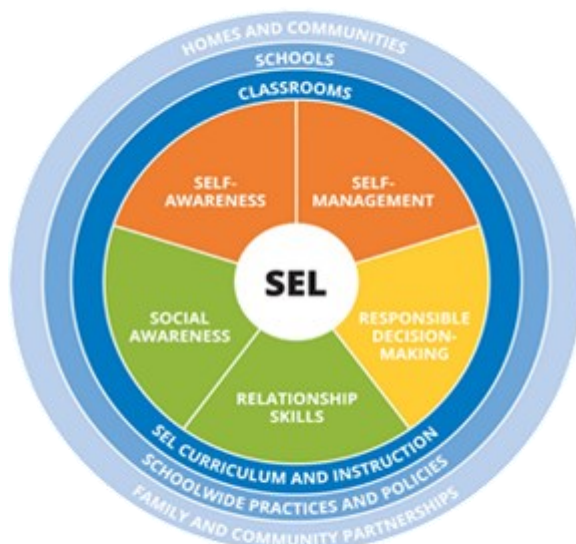 HOMES AND COMMUNITIES
SCHOOLS
CLASSROOMS
SELF-
AWARENESS
SELF-
MANAGEMENT
SEL
SOCIAL
AWARENESS
RESPONSIBLE
DECISION-
MAKING
RELATIONSHIP
SKILLS
SEL CURRICULUM AND INSTRUCTION
SCHOOLWIDE PRACTICES AND POLICIES
FAMILY AND COMMUNITY PARTNERSHIPS